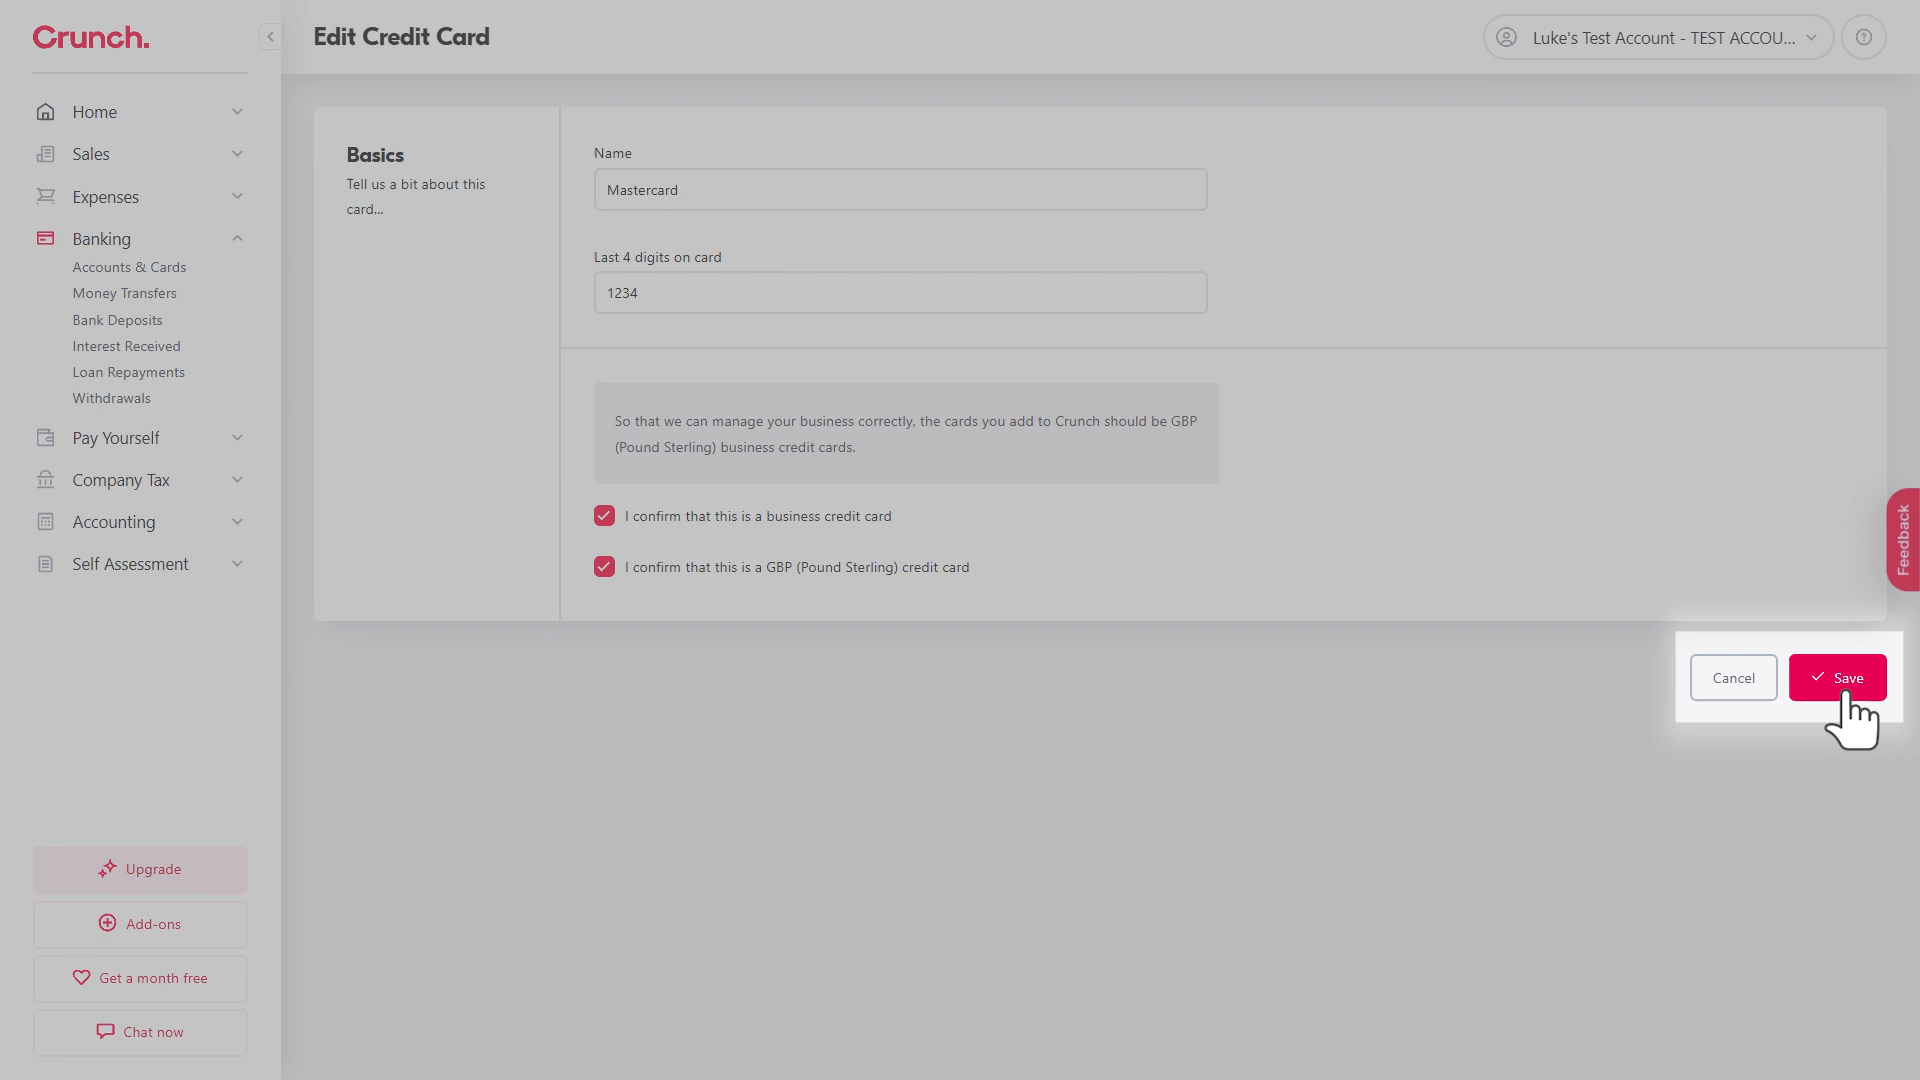 Crunch.
Edit Credit Card
Luke's Test Account - TEST ACCOU...
Home
Sales
Expenses
Banking
Accounts & Cards
Money Transfers
Bank Deposits
Interest Received
Loan Repayments
Withdrawals
Pay Yourself
Company Tax
Accounting
Self Assessment
Upgrade
Add-ons
Get a month free
Chat now
Basics
Tell us a bit about this
card...
Name
Mastercard
Last 4 digits on card
1234
So that we can manage your business correctly, the cards you add to Crunch should be GBP
(Pound Sterling) business credit cards.
I confirm that this is a business credit card
I confirm that this is a GBP (Pound Sterling) credit card
Feedback
Cancel
Save